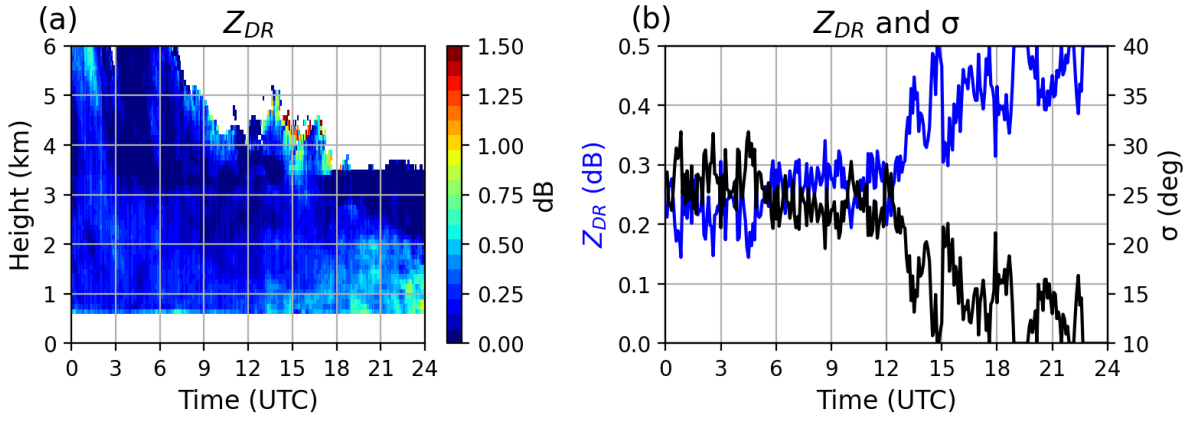 (a)
Z_DR
6
5
4
3
2
1
0
Height (km)
0 3 6 9 12 15 18 21 24
Time (UTC)
1.50
1.25
1.00
0.75
0.50
0.25
0.00
dB
(b)
Z_DR and σ
0.5
0.4
0.3
0.2
0.1
0.0
Z_DR (dB)
0 3 6 9 12 15 18 21 24
Time (UTC)
40
35
30
25
20
15
10
σ (deg)